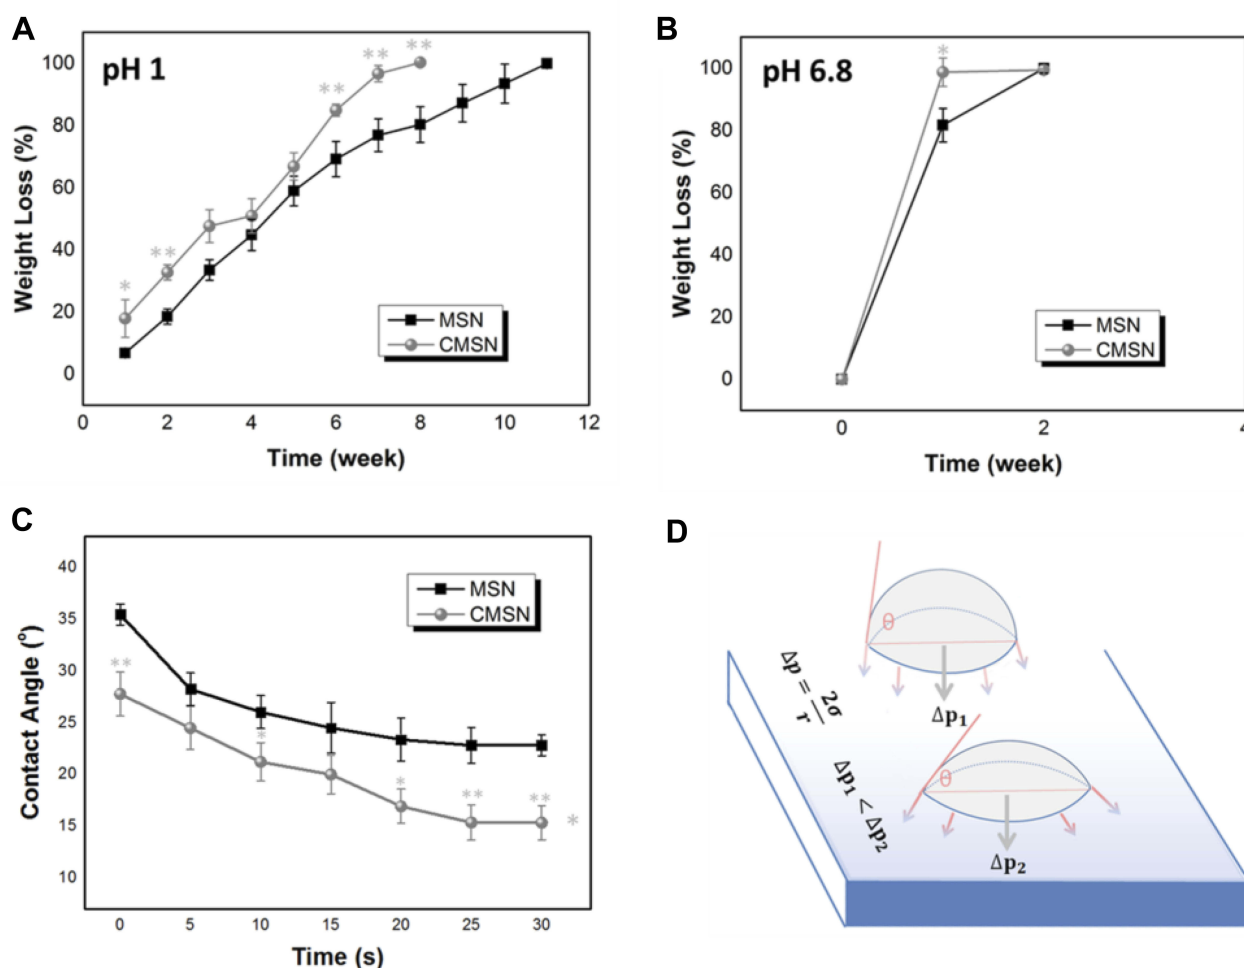 A
pH 1
Weight Loss (%)
100
80
60
40
20
0
* ** ** ** **
MSN
CMSN
0 2 4 6 8 10 12
Time (week)
B
pH 6.8
Weight Loss (%)
100
80
60
40
20
0
*
MSN
CMSN
0 2 4
Time (week)
C
Contact Angle (°)
40
35
30
25
20
15
10
MSN
CMSN
** * * ** ** *
0 5 10 15 20 25 30
Time (s)
D
θ
Δp = 2σ/r
Δp₁
θ
Δp₁ < Δp₂
Δp₂